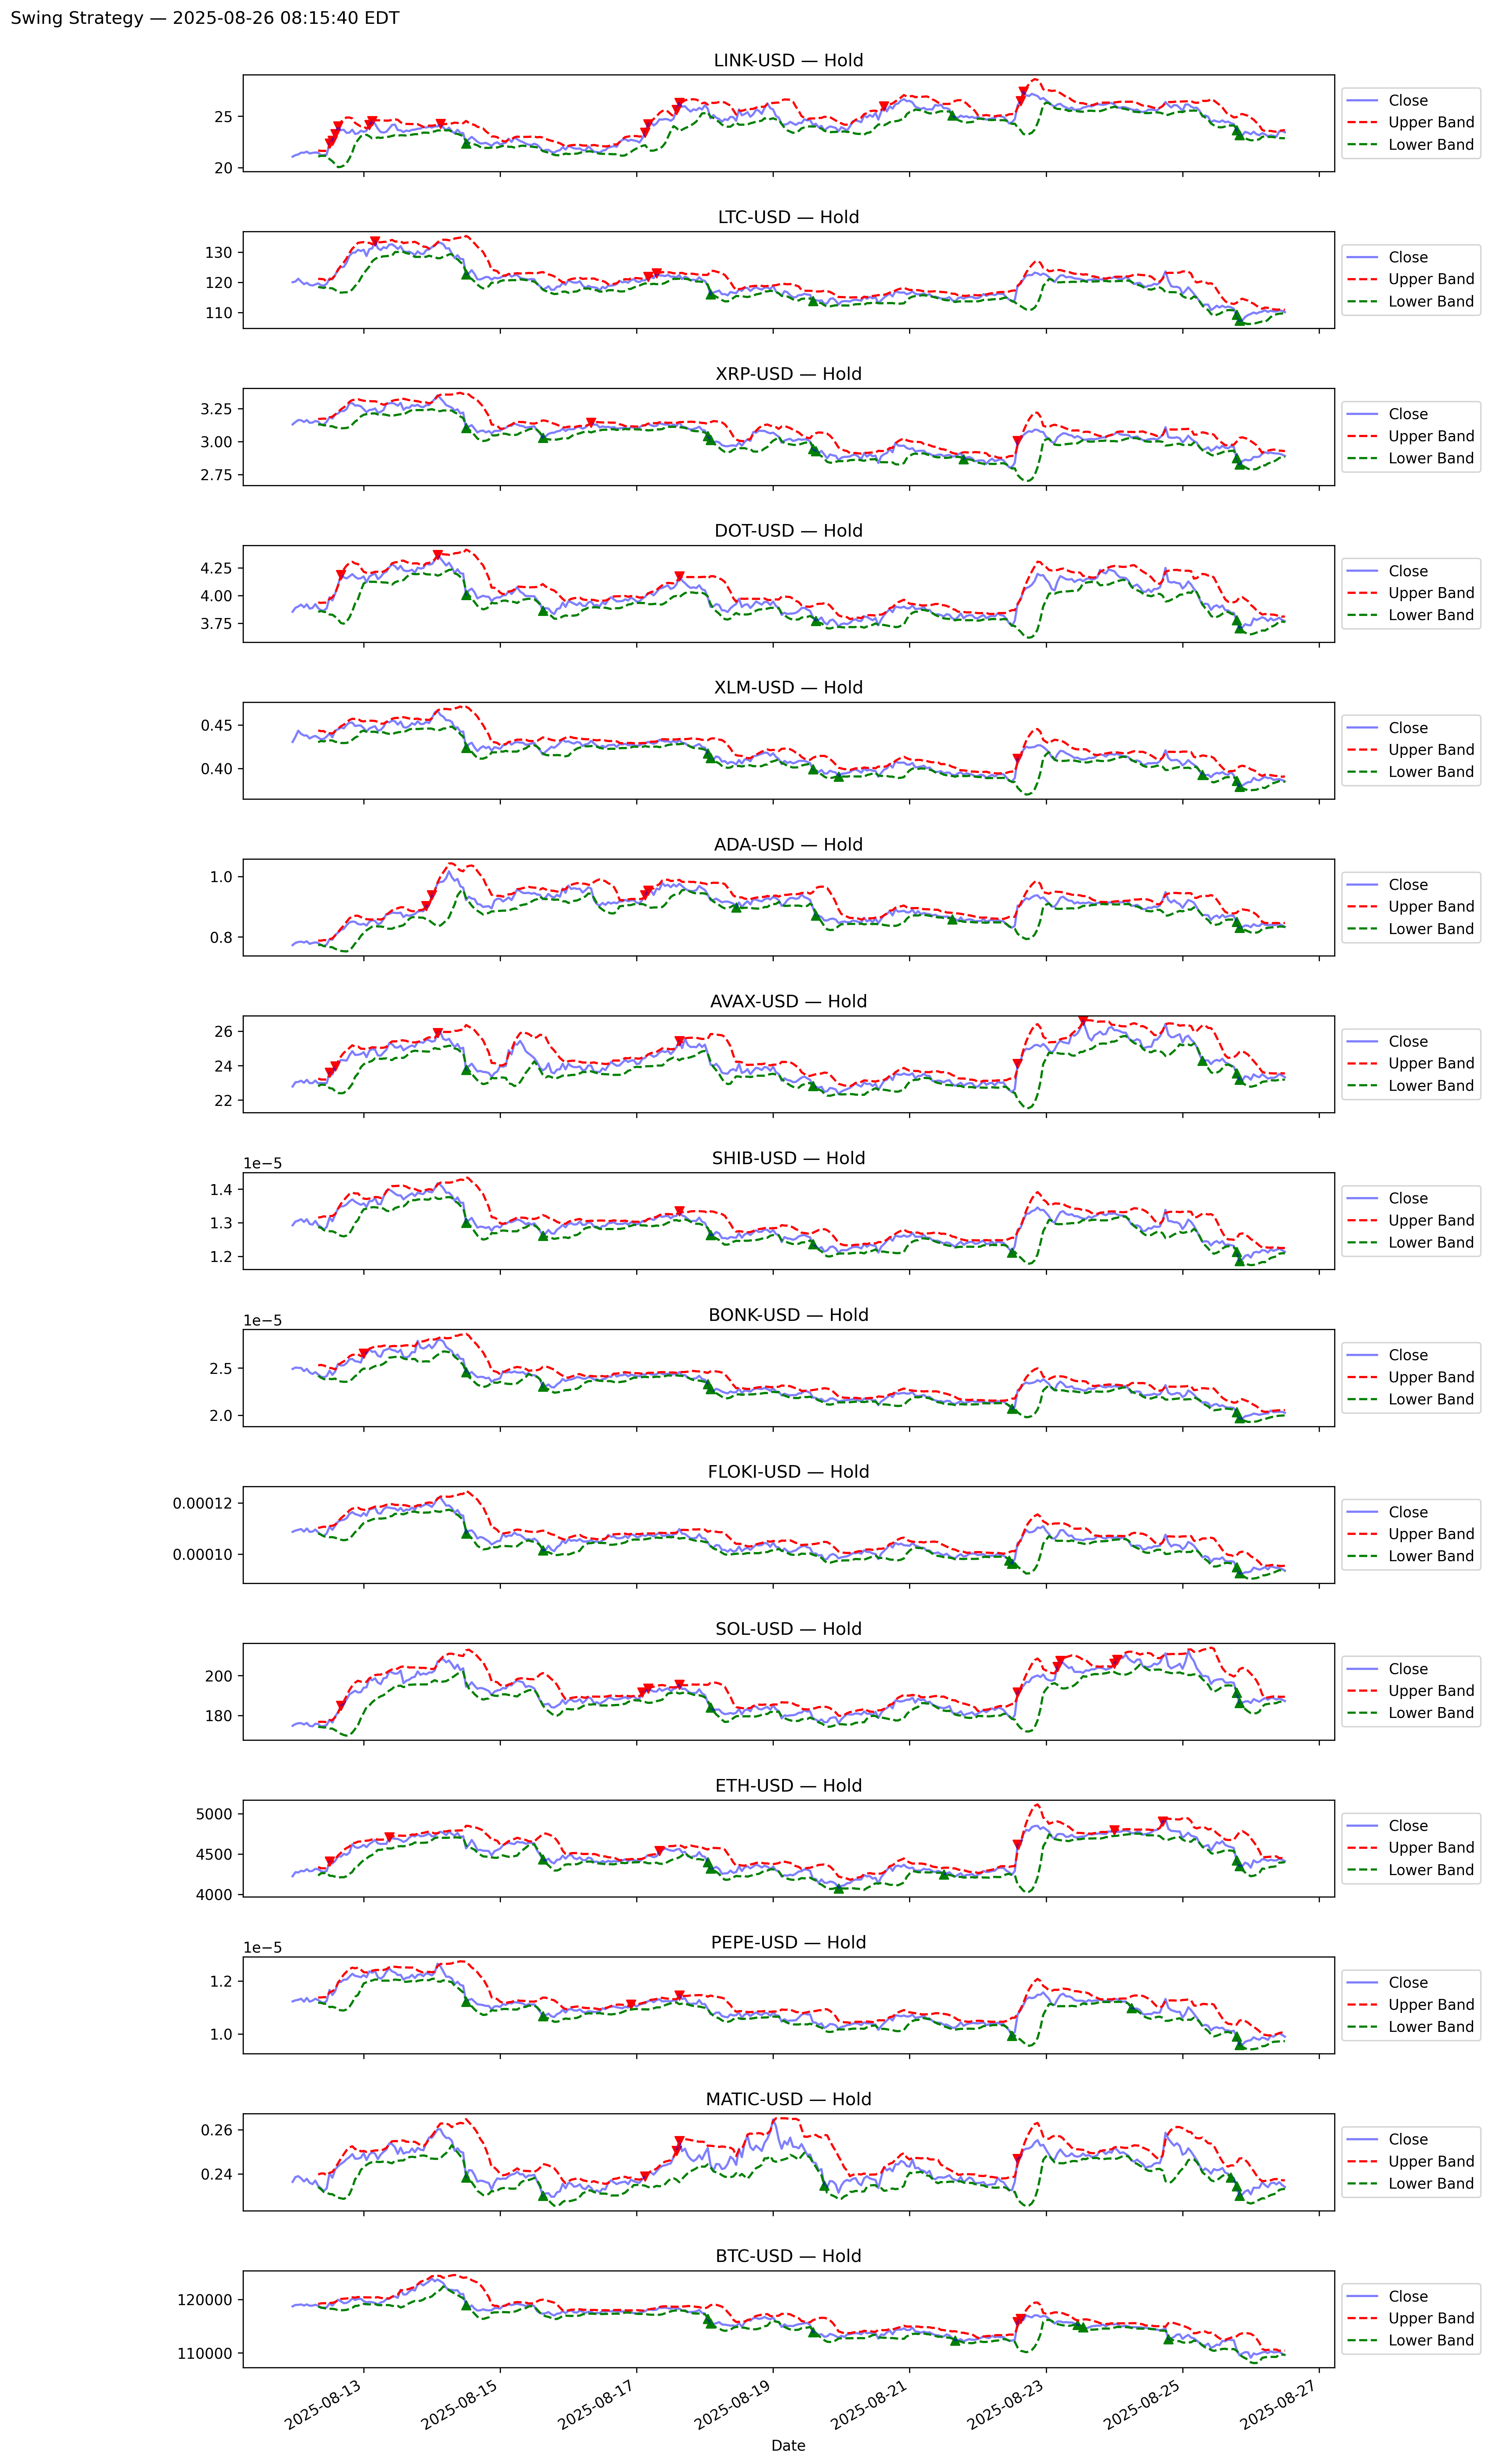 Swing Strategy — 2025-08-26 08:15:40 EDT
LINK-USD — Hold
25
20
Close
Upper Band
Lower Band
LTC-USD — Hold
130
120
110
Close
Upper Band
Lower Band
XRP-USD — Hold
3.25
3.00
2.75
Close
Upper Band
Lower Band
DOT-USD — Hold
4.25
4.00
3.75
Close
Upper Band
Lower Band
XLM-USD — Hold
0.45
0.40
Close
Upper Band
Lower Band
ADA-USD — Hold
1.0
0.8
Close
Upper Band
Lower Band
AVAX-USD — Hold
26
24
22
Close
Upper Band
Lower Band
SHIB-USD — Hold
1e−5
1.4
1.3
1.2
Close
Upper Band
Lower Band
BONK-USD — Hold
1e−5
2.5
2.0
Close
Upper Band
Lower Band
FLOKI-USD — Hold
0.00012
0.00010
Close
Upper Band
Lower Band
SOL-USD — Hold
200
180
Close
Upper Band
Lower Band
ETH-USD — Hold
5000
4500
4000
Close
Upper Band
Lower Band
PEPE-USD — Hold
1e−5
1.2
1.0
Close
Upper Band
Lower Band
MATIC-USD — Hold
0.26
0.24
Close
Upper Band
Lower Band
BTC-USD — Hold
120000
110000
Close
Upper Band
Lower Band
2025-08-13
2025-08-15
2025-08-17
2025-08-19
2025-08-21
2025-08-23
2025-08-25
2025-08-27
Date